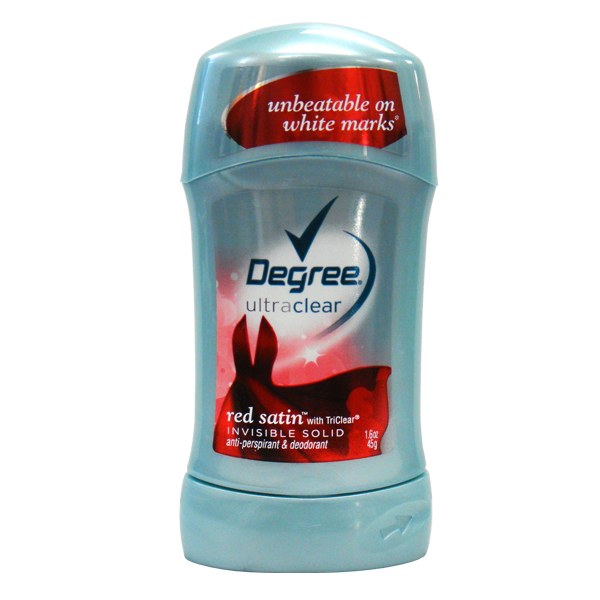 unbeatable on
white marks®
Degree®
ultraclear
red satin™ with TriClear®
INVISIBLE SOLID
anti-perspirant & deodorant
1.6oz
45g